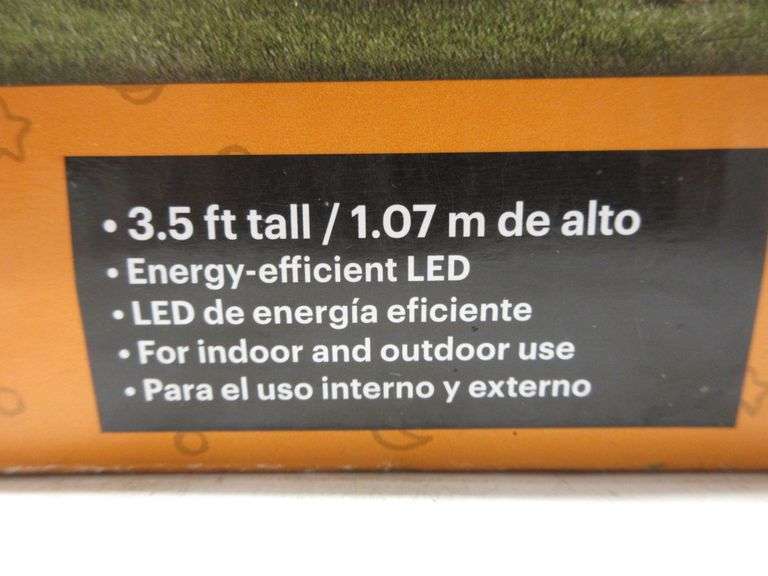 • 3.5 ft tall / 1.07 m de alto
• Energy-efficient LED
• LED de energía eficiente
• For indoor and outdoor use
• Para el uso interno y externo